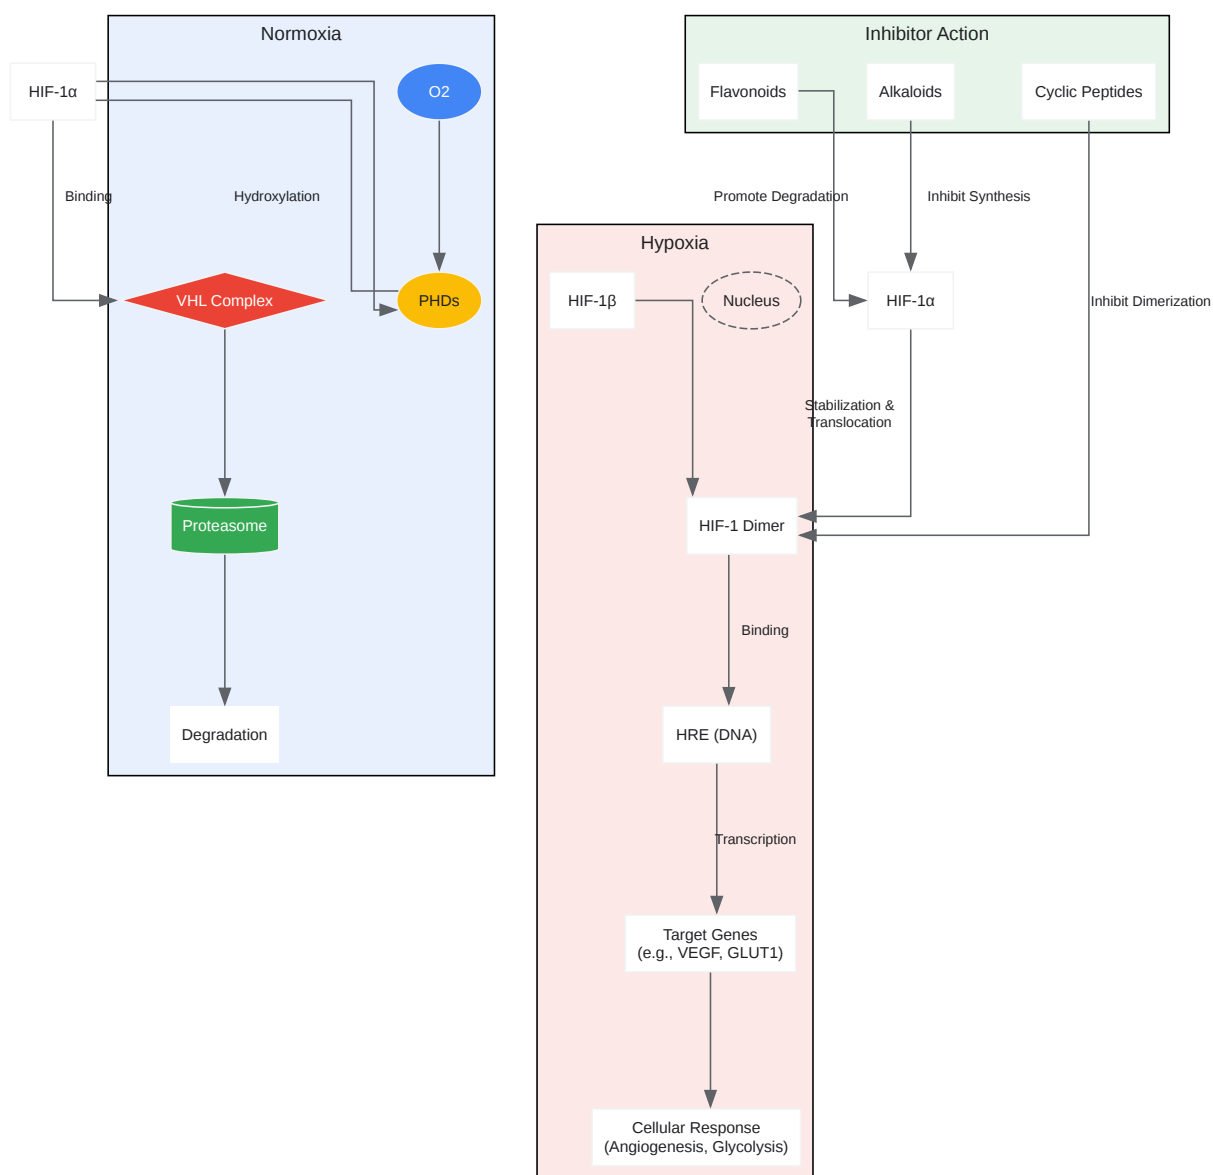 Normoxia
HIF-1α
O2
Binding
Hydroxylation
VHL Complex
PHDs
Proteasome
Degradation
Inhibitor Action
Flavonoids
Alkaloids
Cyclic Peptides
Promote Degradation
Inhibit Synthesis
Hypoxia
HIF-1β
Nucleus
HIF-1α
Inhibit Dimerization
Stabilization &
Translocation
HIF-1 Dimer
Binding
HRE (DNA)
Transcription
Target Genes
(e.g., VEGF, GLUT1)
Cellular Response
(Angiogenesis, Glycolysis)